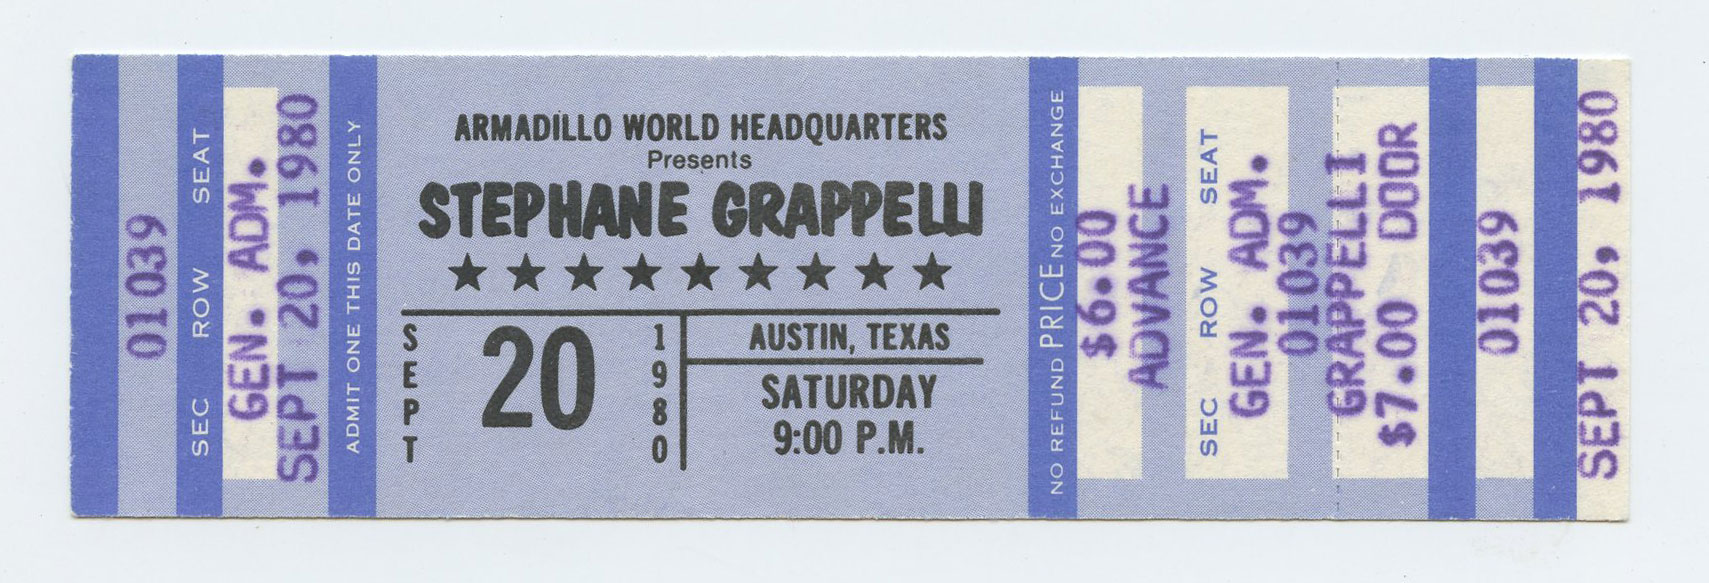 01039
SEC ROW SEAT
GEN. ADM.
SEPT 20, 1980
ADMIT ONE THIS DATE ONLY
ARMADILLO WORLD HEADQUARTERS
Presents
STEPHANE GRAPPELLI
SEPT 20 1980
AUSTIN, TEXAS
SATURDAY
9:00 P.M.
NO REFUND PRICE NO EXCHANGE
$6.00
ADVANCE
SEC ROW SEAT
GEN. ADM.
01039
GRAPPELLI
$7.00 DOOR
01039
SEPT 20, 1980